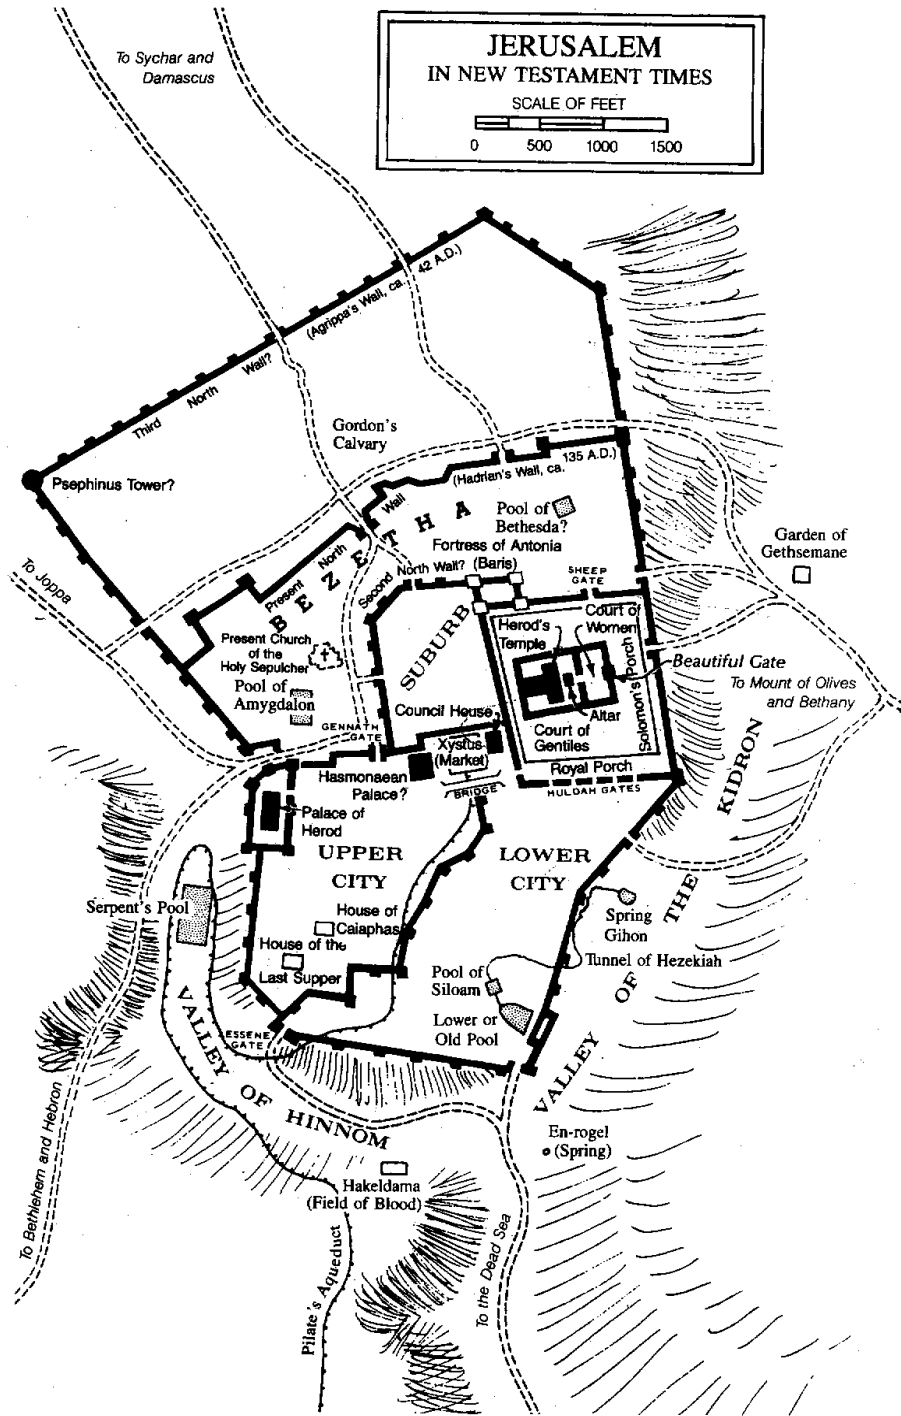 JERUSALEM
IN NEW TESTAMENT TIMES
SCALE OF FEET
0 500 1000 1500
To Sychar and
Damascus
Third North Wall? (Agrippa's Wall, ca. 42 A.D.)
Gordon's
Calvary
Psephinus Tower?
(Hadrian's Wall, ca. 135 A.D.)
Present North Wall
BEZETHA
Pool of
Bethesda?
Fortress of Antonia
(Baris)
Second North Wall?
SHEEP
GATE
Garden of
Gethsemane
To Joppa
Present Church
of the
Holy Sepulcher
Pool of
Amygdalon
SUBURB
Herod's
Temple
Court of
Women
Beautiful Gate
To Mount of Olives
and Bethany
Solomon's Porch
Altar
Court of
Gentiles
Royal Porch
HULDAH GATES
GENNATH
GATE
Council House
Xystus
(Market)
Hasmonaean
Palace?
BRIDGE
Palace of
Herod
UPPER
CITY
LOWER
CITY
Serpent's Pool
House of
Caiaphas
House of the
Last Supper
Spring
Gihon
Tunnel of Hezekiah
Pool of
Siloam
Lower or
Old Pool
ESSENE
GATE
VALLEY OF HINNOM
VALLEY OF THE KIDRON
En-rogel
(Spring)
Hakeldama
(Field of Blood)
To Bethlehem and Hebron
Pilate's Aqueduct
To the Dead Sea